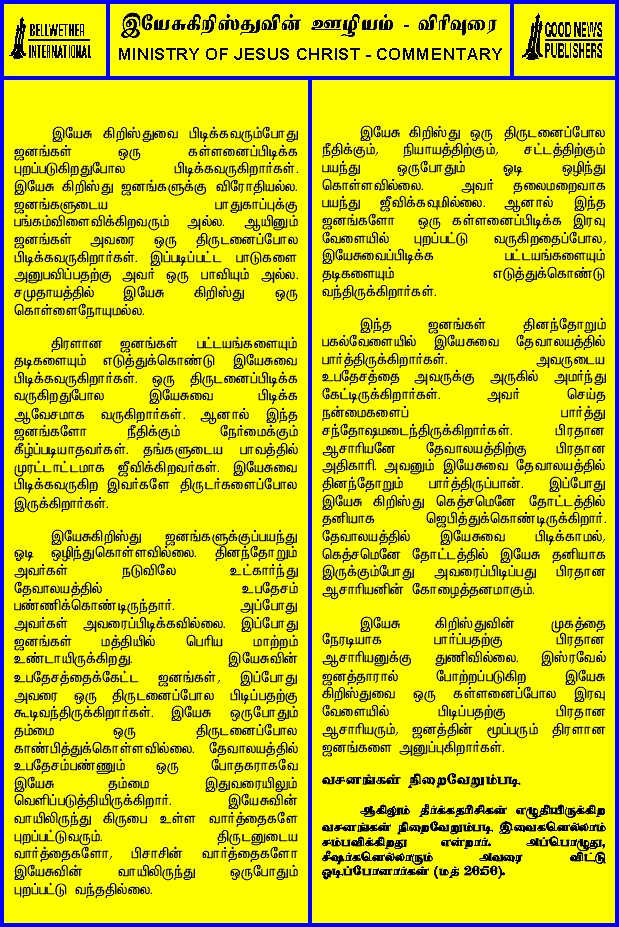 BELLWETHER
INTERNATIONAL
இயேசுகிறிஸ்துவின் ஊழியம் - விரிவுரை
MINISTRY OF JESUS CHRIST - COMMENTARY
GOOD NEWS
PUBLISHERS
இயேசு கிறிஸ்துவை பிடிக்கவரும்போது
ஜனங்கள் ஒரு கள்ளனைப்பிடிக்க
புறப்படுகிறதுபோல பிடிக்கவருகிறார்கள்.
இயேசு கிறிஸ்து ஜனங்களுக்கு விரோதியல்ல.
ஜனங்களுடைய பாதுகாப்புக்கு
பங்கம்விளைவிக்கிறவரும் அல்ல. ஆயினும்
ஜனங்கள் அவரை ஒரு திருடனைப்போல
பிடிக்கவருகிறார்கள். இப்படிப்பட்ட பாடுகளை
அனுபவிப்பதற்கு அவர் ஒரு பாவியும் அல்ல.
சமுதாயத்தில் இயேசு கிறிஸ்து ஒரு
கொள்ளைநோயுமல்ல.
திரளான ஜனங்கள் பட்டயங்களையும்
தடிகளையும் எடுத்துக்கொண்டு இயேசுவை
பிடிக்கவருகிறார்கள். ஒரு திருடனைப்பிடிக்க
வருகிறதுபோல இயேசுவை பிடிக்க
ஆவேசமாக வருகிறார்கள். ஆனால் இந்த
ஜனங்களோ நீதிக்கும் நேர்மைக்கும்
கீழ்ப்படியாதவர்கள். தங்களுடைய பாவத்தில்
முரட்டாட்டமாக ஜீவிக்கிறவர்கள். இயேசுவை
பிடிக்கவருகிற இவர்களே திருடர்களைப்போல
இருக்கிறார்கள்.
இயேசுகிறிஸ்து ஜனங்களுக்குப்பயந்து
ஓடி ஒழிந்துகொள்ளவில்லை. தினந்தோறும்
அவர்கள் நடுவிலே உட்கார்ந்து
தேவாலயத்தில் உபதேசம்
பண்ணிக்கொண்டிருந்தார். அப்போது
அவர்கள் அவரைப்பிடிக்கவில்லை. இப்போது
ஜனங்கள் மத்தியில் பெரிய மாற்றம்
உண்டாயிருக்கிறது. இயேசுவின்
உபதேசத்தைக்கேட்ட ஜனங்கள், இப்போது
அவரை ஒரு திருடனைப்போல பிடிப்பதற்கு
கூடிவந்திருக்கிறார்கள். இயேசு ஒருபோதும்
தம்மை ஒரு திருடனைப்போல
காண்பித்துக்கொள்ளவில்லை. தேவாலயத்தில்
உபதேசம்பண்ணும் ஒரு போதகராகவே
இயேசு தம்மை இதுவரையிலும்
வெளிப்படுத்தியிருக்கிறார். இயேசுவின்
வாயிலிருந்து கிருபை உள்ள வார்த்தைகளே
புறப்பட்டுவரும். திருடனுடைய
வார்த்தைகளோ, பிசாசின் வார்த்தைகளோ
இயேசுவின் வாயிலிருந்து ஒருபோதும்
புறப்பட்டு வந்ததில்லை.
இயேசு கிறிஸ்து ஒரு திருடனைப்போல
நீதிக்கும், நியாயத்திற்கும், சட்டத்திற்கும்
பயந்து ஒருபோதும் ஓடி ஒழிந்து
கொள்ளவில்லை. அவர் தலைமறைவாக
பயந்து ஜீவிக்கவுமில்லை. ஆனால் இந்த
ஜனங்களோ ஒரு கள்ளனைப்பிடிக்க இரவு
வேளையில் புறப்பட்டு வருகிறதைப்போல,
இயேசுவைப்பிடிக்க பட்டயங்களையும்
தடிகளையும் எடுத்துக்கொண்டு
வந்திருக்கிறார்கள்.
இந்த ஜனங்கள் தினந்தோறும்
பகல்வேளையில் இயேசுவை தேவாலயத்தில்
பார்த்திருக்கிறார்கள். அவருடைய
உபதேசத்தை அவருக்கு அருகில் அமர்ந்து
கேட்டிருக்கிறார்கள். அவர் செய்த
நன்மைகளைப் பார்த்து
சந்தோஷமடைந்திருக்கிறார்கள். பிரதான
ஆசாரியனே தேவாலயத்திற்கு பிரதான
அதிகாரி. அவனும் இயேசுவை தேவாலயத்தில்
தினந்தோறும் பார்த்திருப்பான். இப்போது
இயேசு கிறிஸ்து கெத்சமெனே தோட்டத்தில்
தனியாக ஜெபித்துக்கொண்டிருக்கிறார்.
தேவாலயத்தில் இயேசுவை பிடிக்காமல்,
கெத்சமெனே தோட்டத்தில் இயேசு தனியாக
இருக்கும்போது அவரைப்பிடிப்பது பிரதான
ஆசாரியனின் கோழைத்தனமாகும்.
இயேசு கிறிஸ்துவின் முகத்தை
நேரடியாக பார்ப்பதற்கு பிரதான
ஆசாரியனுக்கு துணிவில்லை. இஸ்ரவேல்
ஜனத்தாரால் போற்றப்படுகிற இயேசு
கிறிஸ்துவை ஒரு கள்ளனைப்போல இரவு
வேளையில் பிடிப்பதற்கு பிரதான
ஆசாரியரும், ஜனத்தின் மூப்பரும் திரளான
ஜனங்களை அனுப்புகிறார்கள்.
வசனங்கள் நிறைவேறும்படி
ஆகிலும் தீர்க்கதரிசிகள் எழுதியிருக்கிற
வசனங்கள் நிறைவேறும்படி இவைகளெல்லாம்
சம்பவிக்கிறது என்றார். அப்பொழுது,
சீஷர்களெல்லாரும் அவரை விட்டு
ஓடிப்போனார்கள் (மத் 26:56).